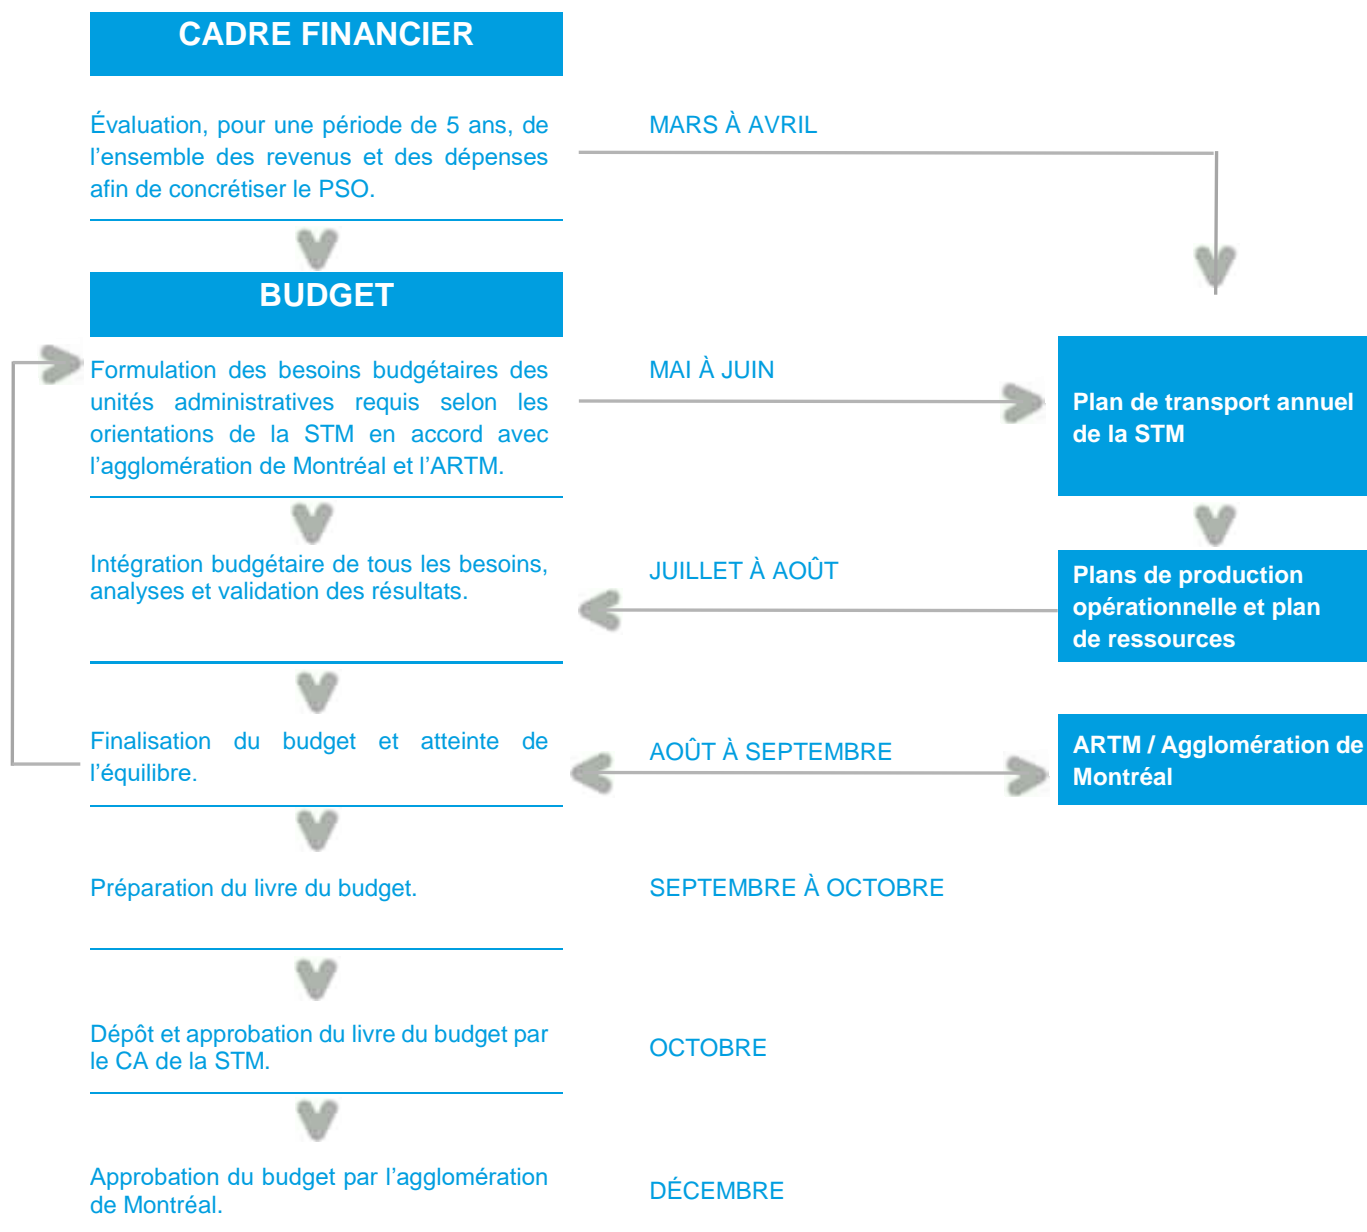 CADRE FINANCIER
Évaluation, pour une période de 5 ans, de
l’ensemble des revenus et des dépenses
afin de concrétiser le PSO.
MARS À AVRIL
BUDGET
Formulation des besoins budgétaires des
unités administratives requis selon les
orientations de la STM en accord avec
l’agglomération de Montréal et l’ARTM.
MAI À JUIN
Plan de transport annuel
de la STM
Intégration budgétaire de tous les besoins,
analyses et validation des résultats.
JUILLET À AOÛT
Plans de production
opérationnelle et plan
de ressources
Finalisation du budget et atteinte de
l’équilibre.
AOÛT À SEPTEMBRE
ARTM / Agglomération de
Montréal
Préparation du livre du budget.
SEPTEMBRE À OCTOBRE
Dépôt et approbation du livre du budget par
le CA de la STM.
OCTOBRE
Approbation du budget par l’agglomération
de Montréal.
DÉCEMBRE